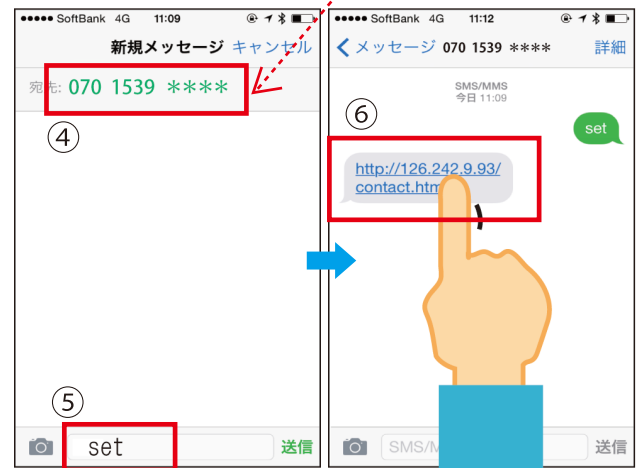 SoftBank 4G 11:09
新規メッセージ キャンセル
宛先: 070 1539 ****
④
⑤
set
送信
SoftBank 4G 11:12
メッセージ 070 1539 **** 詳細
SMS/MMS
今日 11:09
⑥
set
http://126.242.9.93/
contact.htm
SMS/M
送信